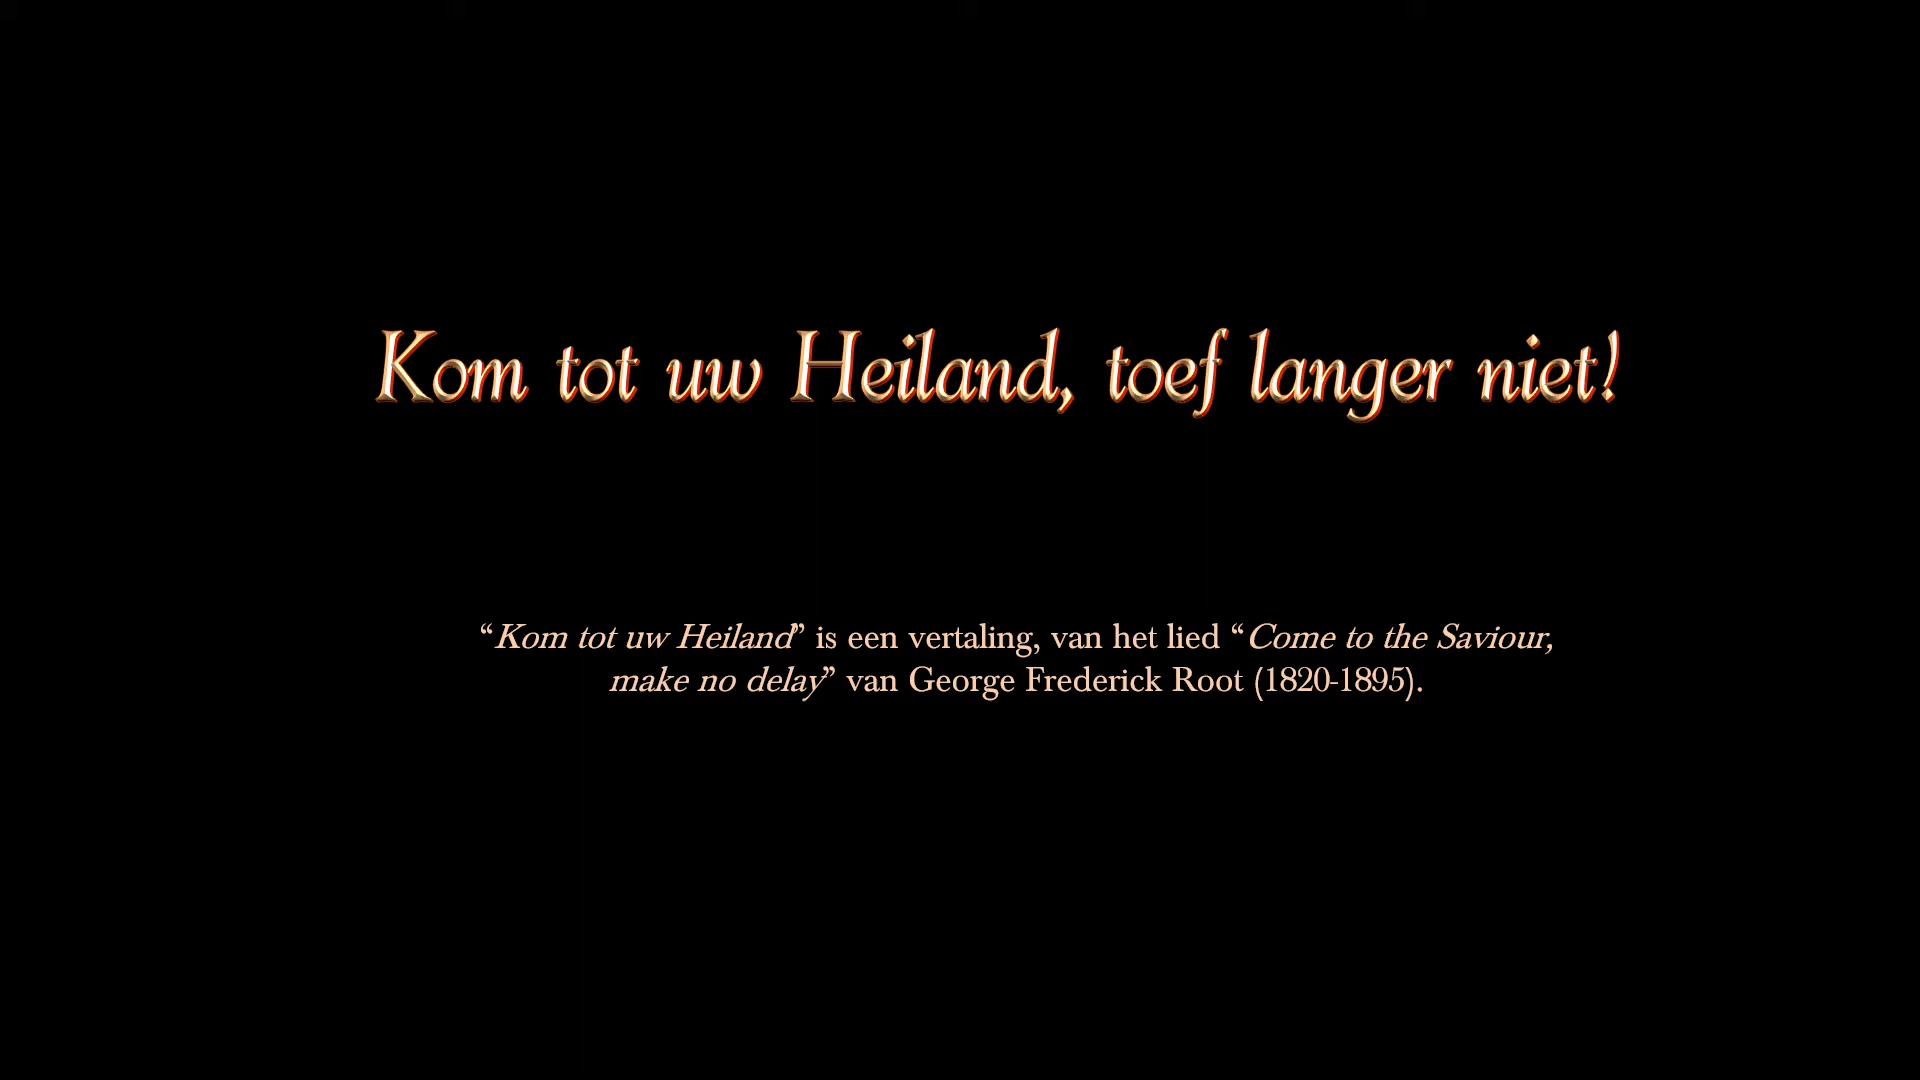 Kom tot uw Heiland, toef langer niet!
“Kom tot uw Heiland” is een vertaling, van het lied “Come to the Saviour,
make no delay” van George Frederick Root (1820-1895).